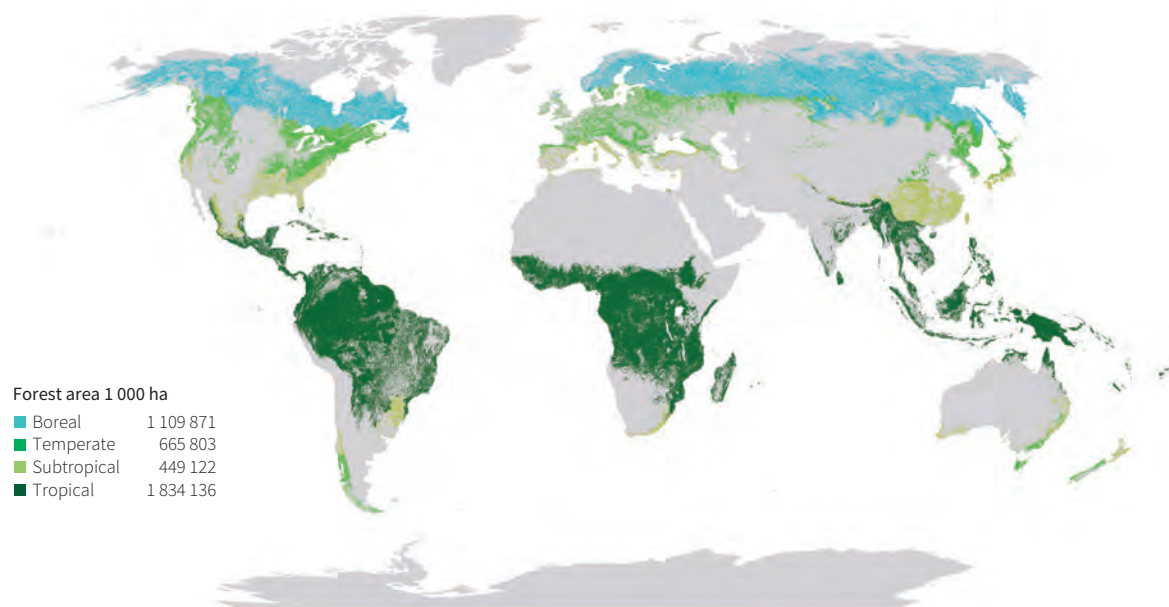 Forest area 1 000 ha
Boreal 1 109 871
Temperate 665 803
Subtropical 449 122
Tropical 1 834 136